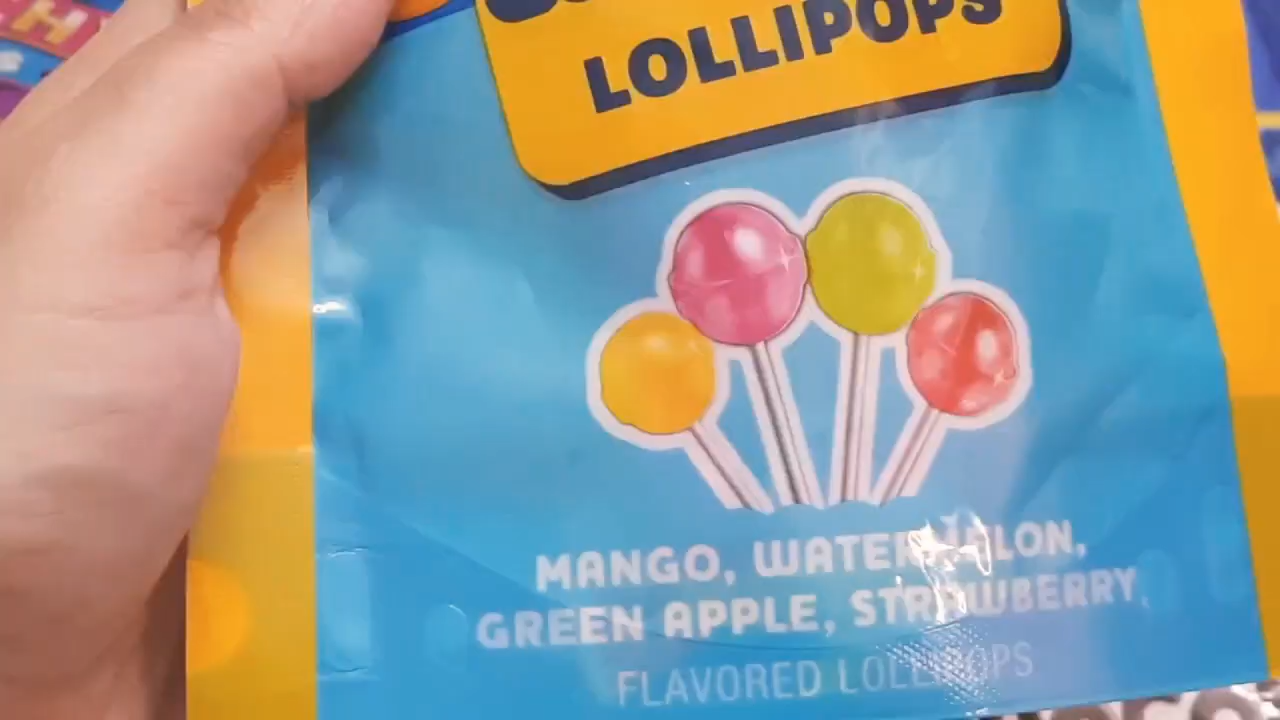 LOLLIPOPS
MANGO, WATERMELON,
GREEN APPLE, STRAWBERRY,
FLAVORED LOLLIPOPS